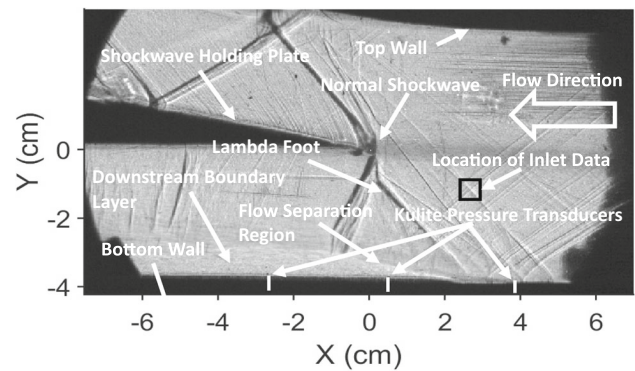 Top Wall
Shockwave Holding Plate
Normal Shockwave
Flow Direction
Lambda Foot
Location of Inlet Data
Downstream Boundary
Layer
Flow Separation
Region
Kulite Pressure Transducers
Bottom Wall
Y (cm)
0
-2
-4
-6
-4
-2
0
2
4
6
X (cm)